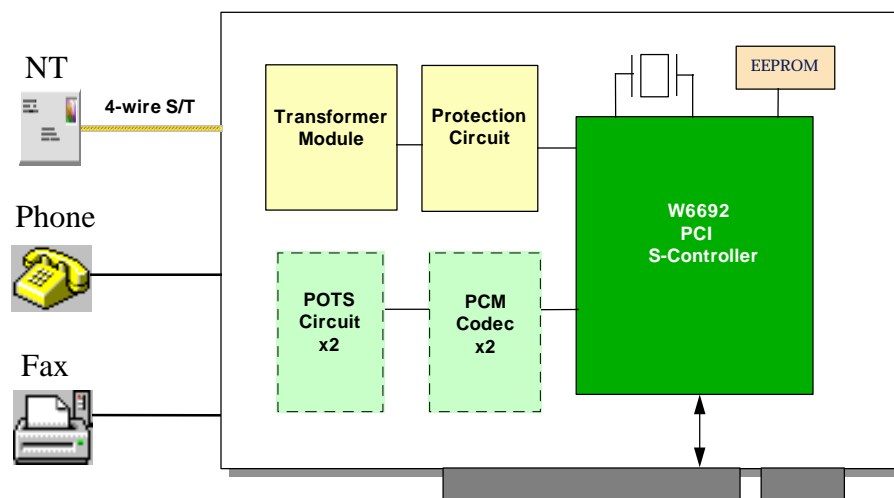 NT
4-wire S/T
Transformer
Module
Protection
Circuit
EEPROM
W6692
PCI
S-Controller
Phone
POTS
Circuit
x2
PCM
Codec
x2
Fax